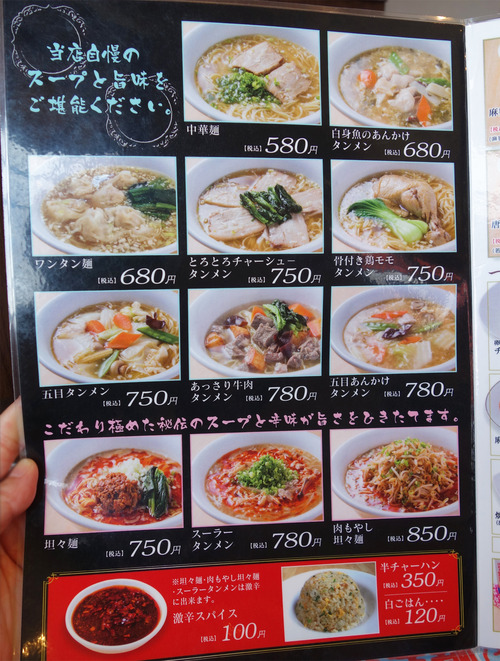 当店自慢の
スープと旨味を
ご堪能ください。
中華麺
【税込】580円
白身魚のあんかけ
タンメン
【税込】680円
ワンタン麺
【税込】680円
とろとろチャーシュー
タンメン
【税込】750円
骨付き鶏モモ
タンメン
【税込】750円
五目タンメン
【税込】750円
あっさり牛肉
タンメン
【税込】780円
五目あんかけ
タンメン
【税込】780円
こだわり極めた秘伝のスープと辛味が旨さをひきたてます。
坦々麺
【税込】750円
スーラー
タンメン
【税込】780円
肉もやし
坦々麺
【税込】850円
※坦々麺・肉もやし坦々麺
・スーラータンメンは激辛
に出来ます。
激辛スパイス
【税込】100円
半チャーハン
【税込】350円
白ごはん‥‥
【税込】120円